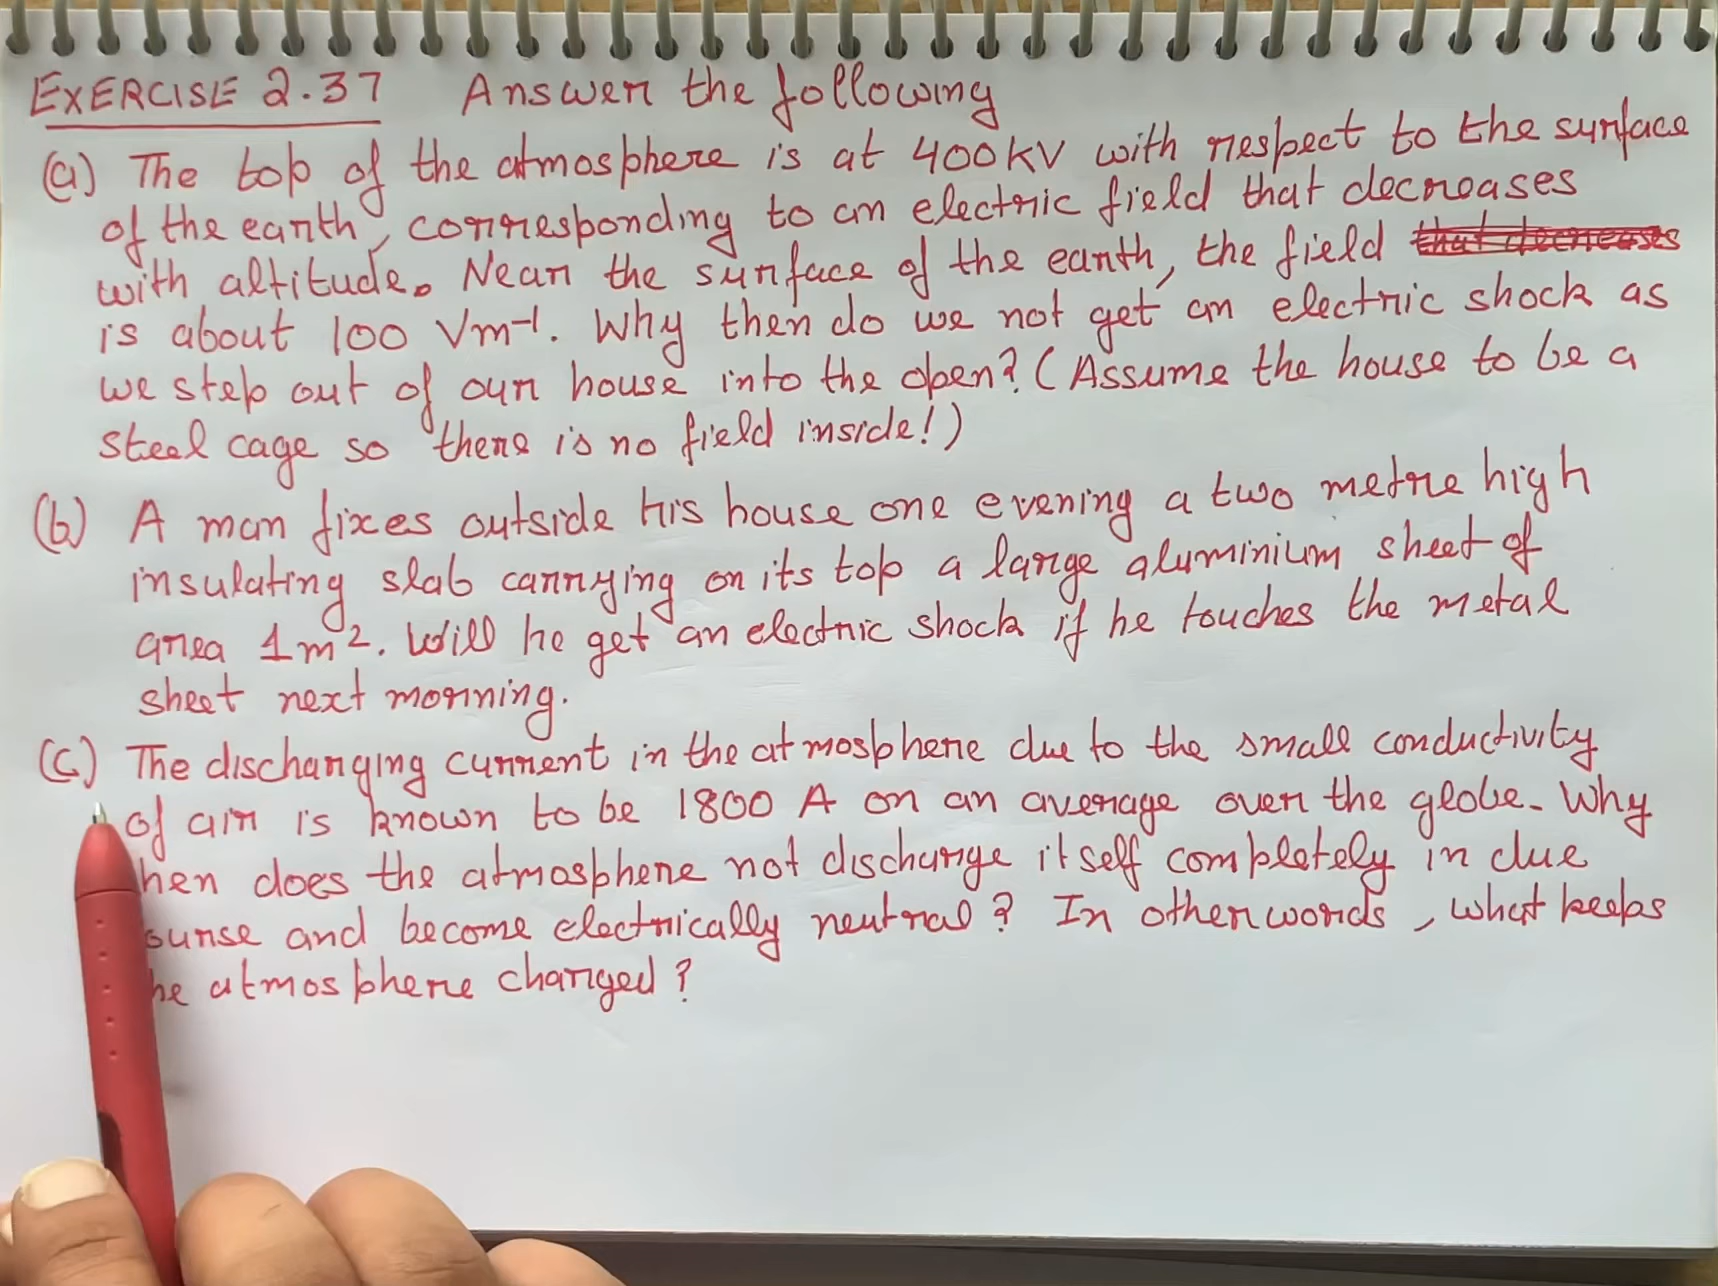 EXERCISE 2.37 Answer the following
(a) The top of the atmosphere is at 400kV with respect to the surface
of the earth, corresponding to an electric field that decreases
with altitude. Near the surface of the earth, the field that decreases
is about 100 Vm⁻¹. Why then do we not get an electric shock as
we step out of our house into the open? (Assume the house to be a
steel cage so there is no field inside!)
(b) A man fixes outside his house one evening a two metre high
insulating slab carrying on its top a large aluminium sheet of
area 1m². Will he get an electric shock if he touches the metal
sheet next morning.
(c) The discharging current in the atmosphere due to the small conductivity
of air is known to be 1800 A on an average over the globe. Why
hen does the atmosphere not discharge itself completely in due
ourse and become electrically neutral? In other words, what keeps
he atmosphere charged?